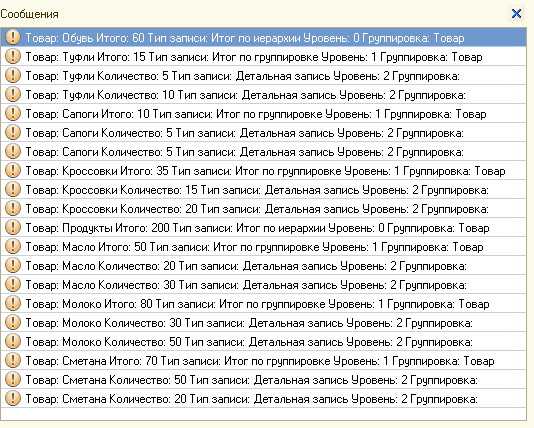 Сообщения
Товар: Обувь Итого: 60 Тип записи: Итог по иерархии Уровень: 0 Группировка: Товар
Товар: Туфли Итого: 15 Тип записи: Итог по группировке Уровень: 1 Группировка: Товар
Товар: Туфли Количество: 5 Тип записи: Детальная запись Уровень: 2 Группировка:
Товар: Туфли Количество: 10 Тип записи: Детальная запись Уровень: 2 Группировка:
Товар: Сапоги Итого: 10 Тип записи: Итог по группировке Уровень: 1 Группировка: Товар
Товар: Сапоги Количество: 5 Тип записи: Детальная запись Уровень: 2 Группировка:
Товар: Сапоги Количество: 5 Тип записи: Детальная запись Уровень: 2 Группировка:
Товар: Кроссовки Итого: 35 Тип записи: Итог по группировке Уровень: 1 Группировка: Товар
Товар: Кроссовки Количество: 15 Тип записи: Детальная запись Уровень: 2 Группировка:
Товар: Кроссовки Количество: 20 Тип записи: Детальная запись Уровень: 2 Группировка:
Товар: Продукты Итого: 200 Тип записи: Итог по иерархии Уровень: 0 Группировка: Товар
Товар: Масло Итого: 50 Тип записи: Итог по группировке Уровень: 1 Группировка: Товар
Товар: Масло Количество: 20 Тип записи: Детальная запись Уровень: 2 Группировка:
Товар: Масло Количество: 30 Тип записи: Детальная запись Уровень: 2 Группировка:
Товар: Молоко Итого: 80 Тип записи: Итог по группировке Уровень: 1 Группировка: Товар
Товар: Молоко Количество: 30 Тип записи: Детальная запись Уровень: 2 Группировка:
Товар: Молоко Количество: 50 Тип записи: Детальная запись Уровень: 2 Группировка:
Товар: Сметана Итого: 70 Тип записи: Итог по группировке Уровень: 1 Группировка: Товар
Товар: Сметана Количество: 50 Тип записи: Детальная запись Уровень: 2 Группировка:
Товар: Сметана Количество: 20 Тип записи: Детальная запись Уровень: 2 Группировка: